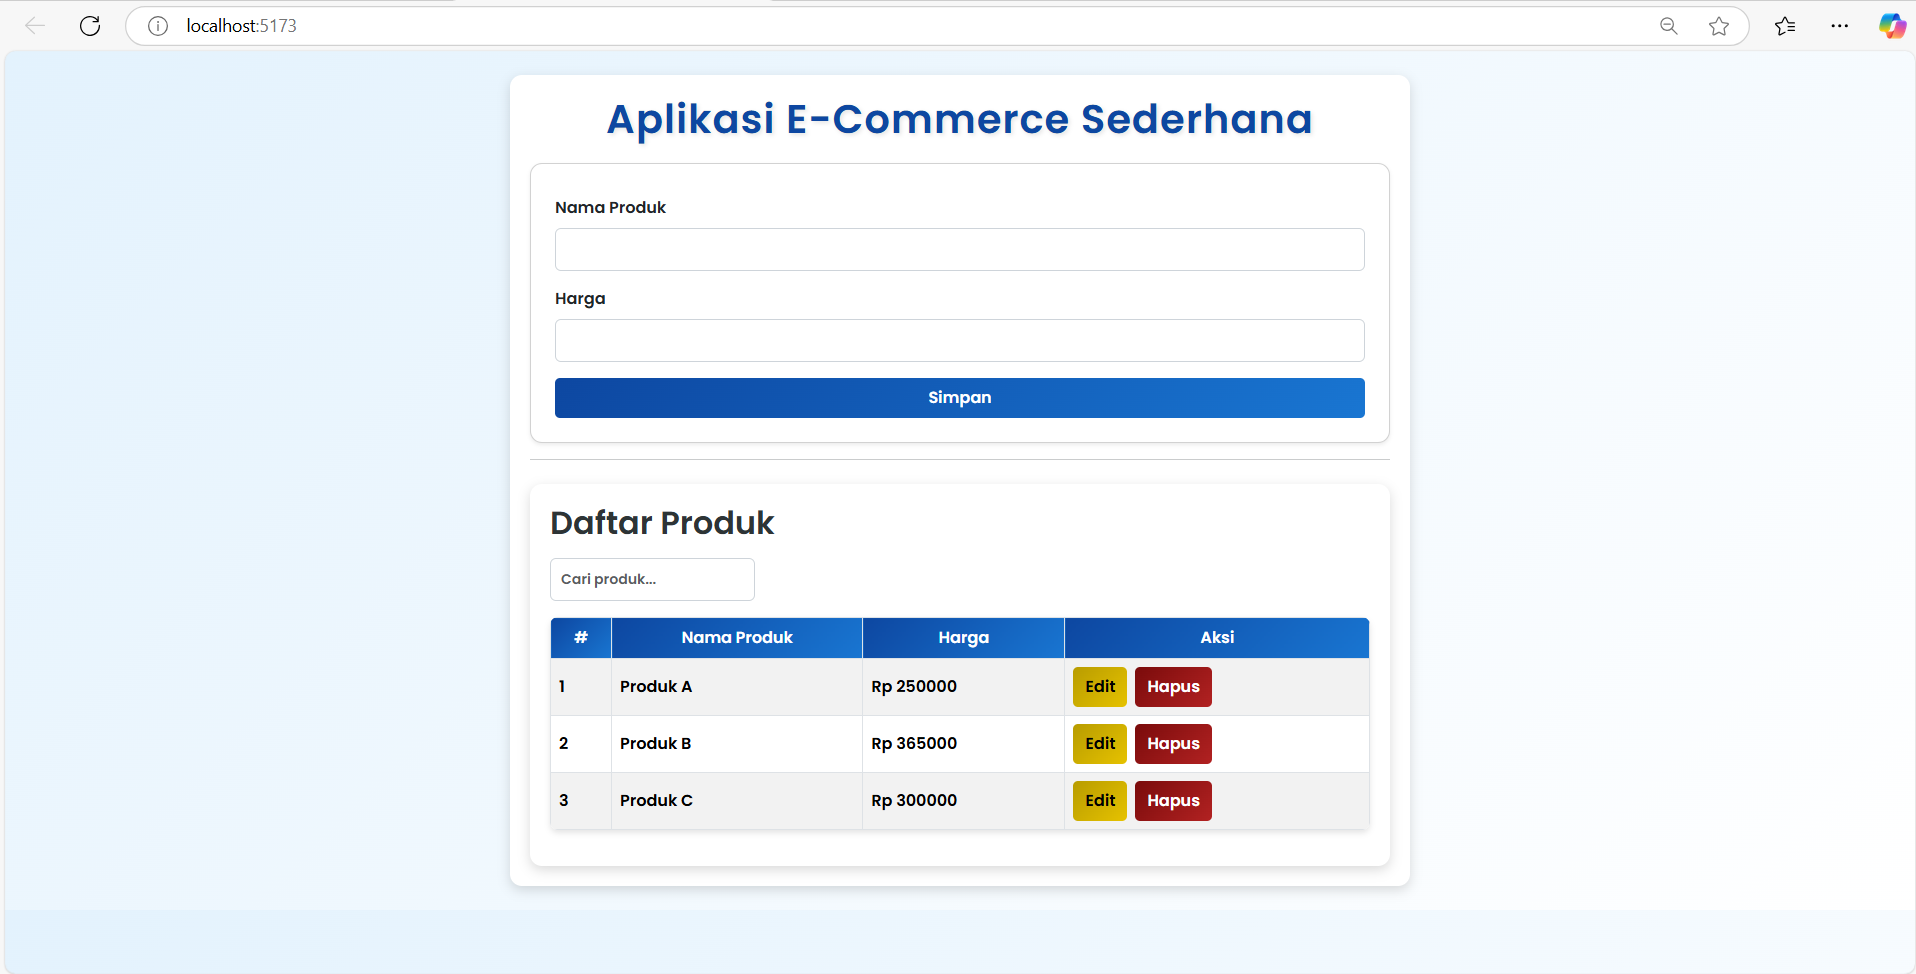 localhost:5173
Aplikasi E-Commerce Sederhana
Nama Produk
Harga
Simpan
Daftar Produk
Cari produk...
# Nama Produk Harga Aksi
1 Produk A Rp 250000 Edit Hapus
2 Produk B Rp 365000 Edit Hapus
3 Produk C Rp 300000 Edit Hapus